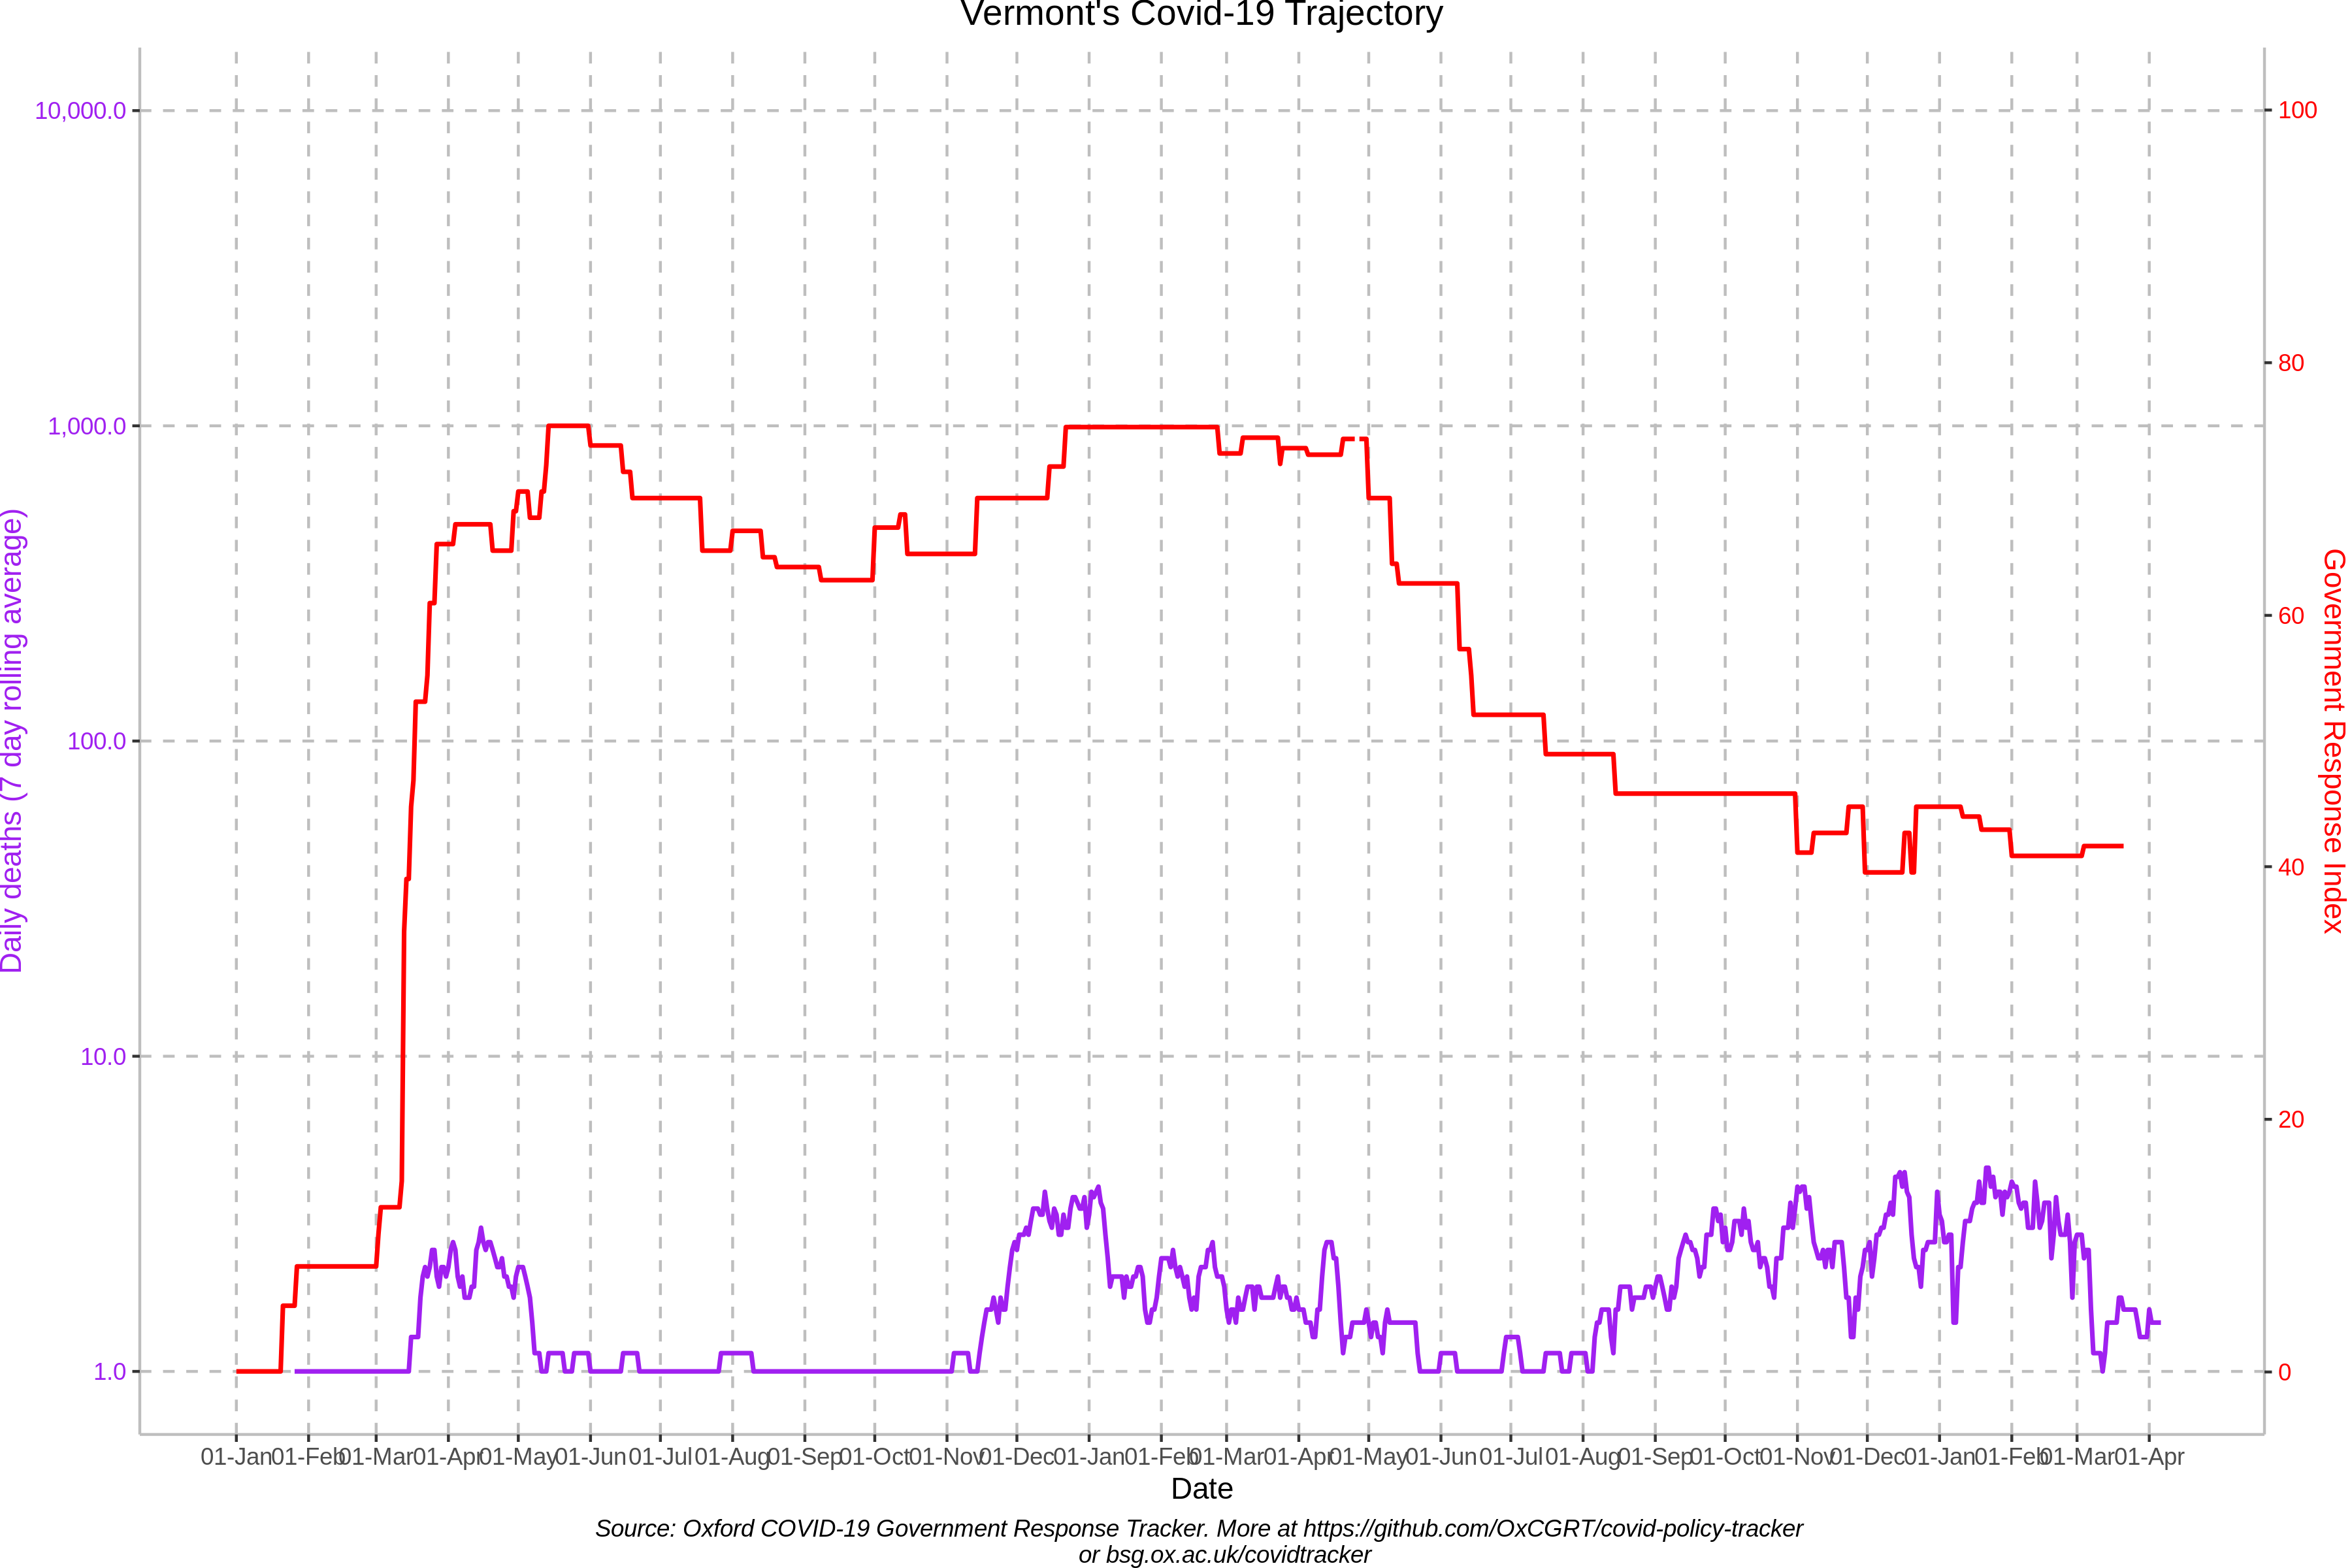 Vermont's Covid-19 Trajectory
10,000.0
1,000.0
100.0
10.0
1.0
Daily deaths (7 day rolling average)
100
80
60
40
20
0
Government Response Index
01-Jan 01-Feb 01-Mar 01-Apr 01-May 01-Jun 01-Jul 01-Aug 01-Sep 01-Oct 01-Nov 01-Dec 01-Jan 01-Feb 01-Mar 01-Apr 01-May 01-Jun 01-Jul 01-Aug 01-Sep 01-Oct 01-Nov 01-Dec 01-Jan 01-Feb 01-Mar 01-Apr
Date
Source: Oxford COVID-19 Government Response Tracker. More at https://github.com/OxCGRT/covid-policy-tracker
or bsg.ox.ac.uk/covidtracker